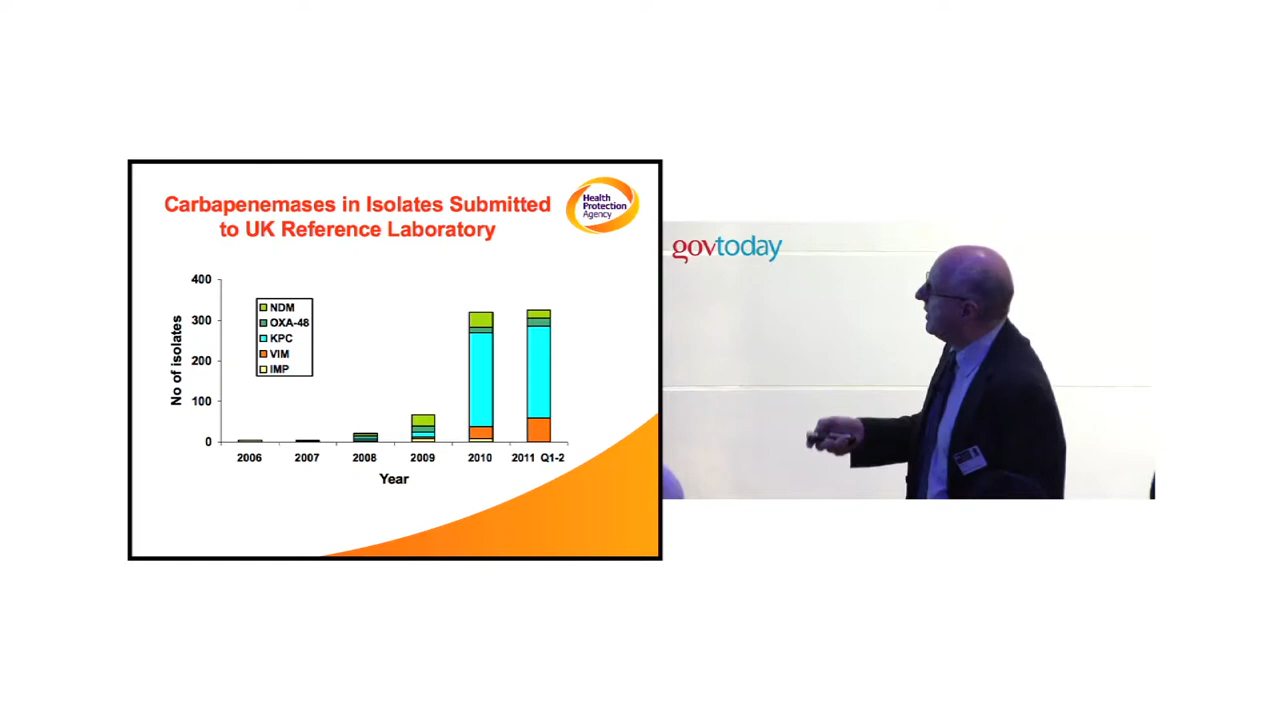 Carbapenemases in Isolates Submitted
to UK Reference Laboratory
Health
Protection
Agency
No of isolates
400
300
200
100
0
NDM
OXA-48
KPC
VIM
IMP
2006 2007 2008 2009 2010 2011 Q1-2
Year
govtoday